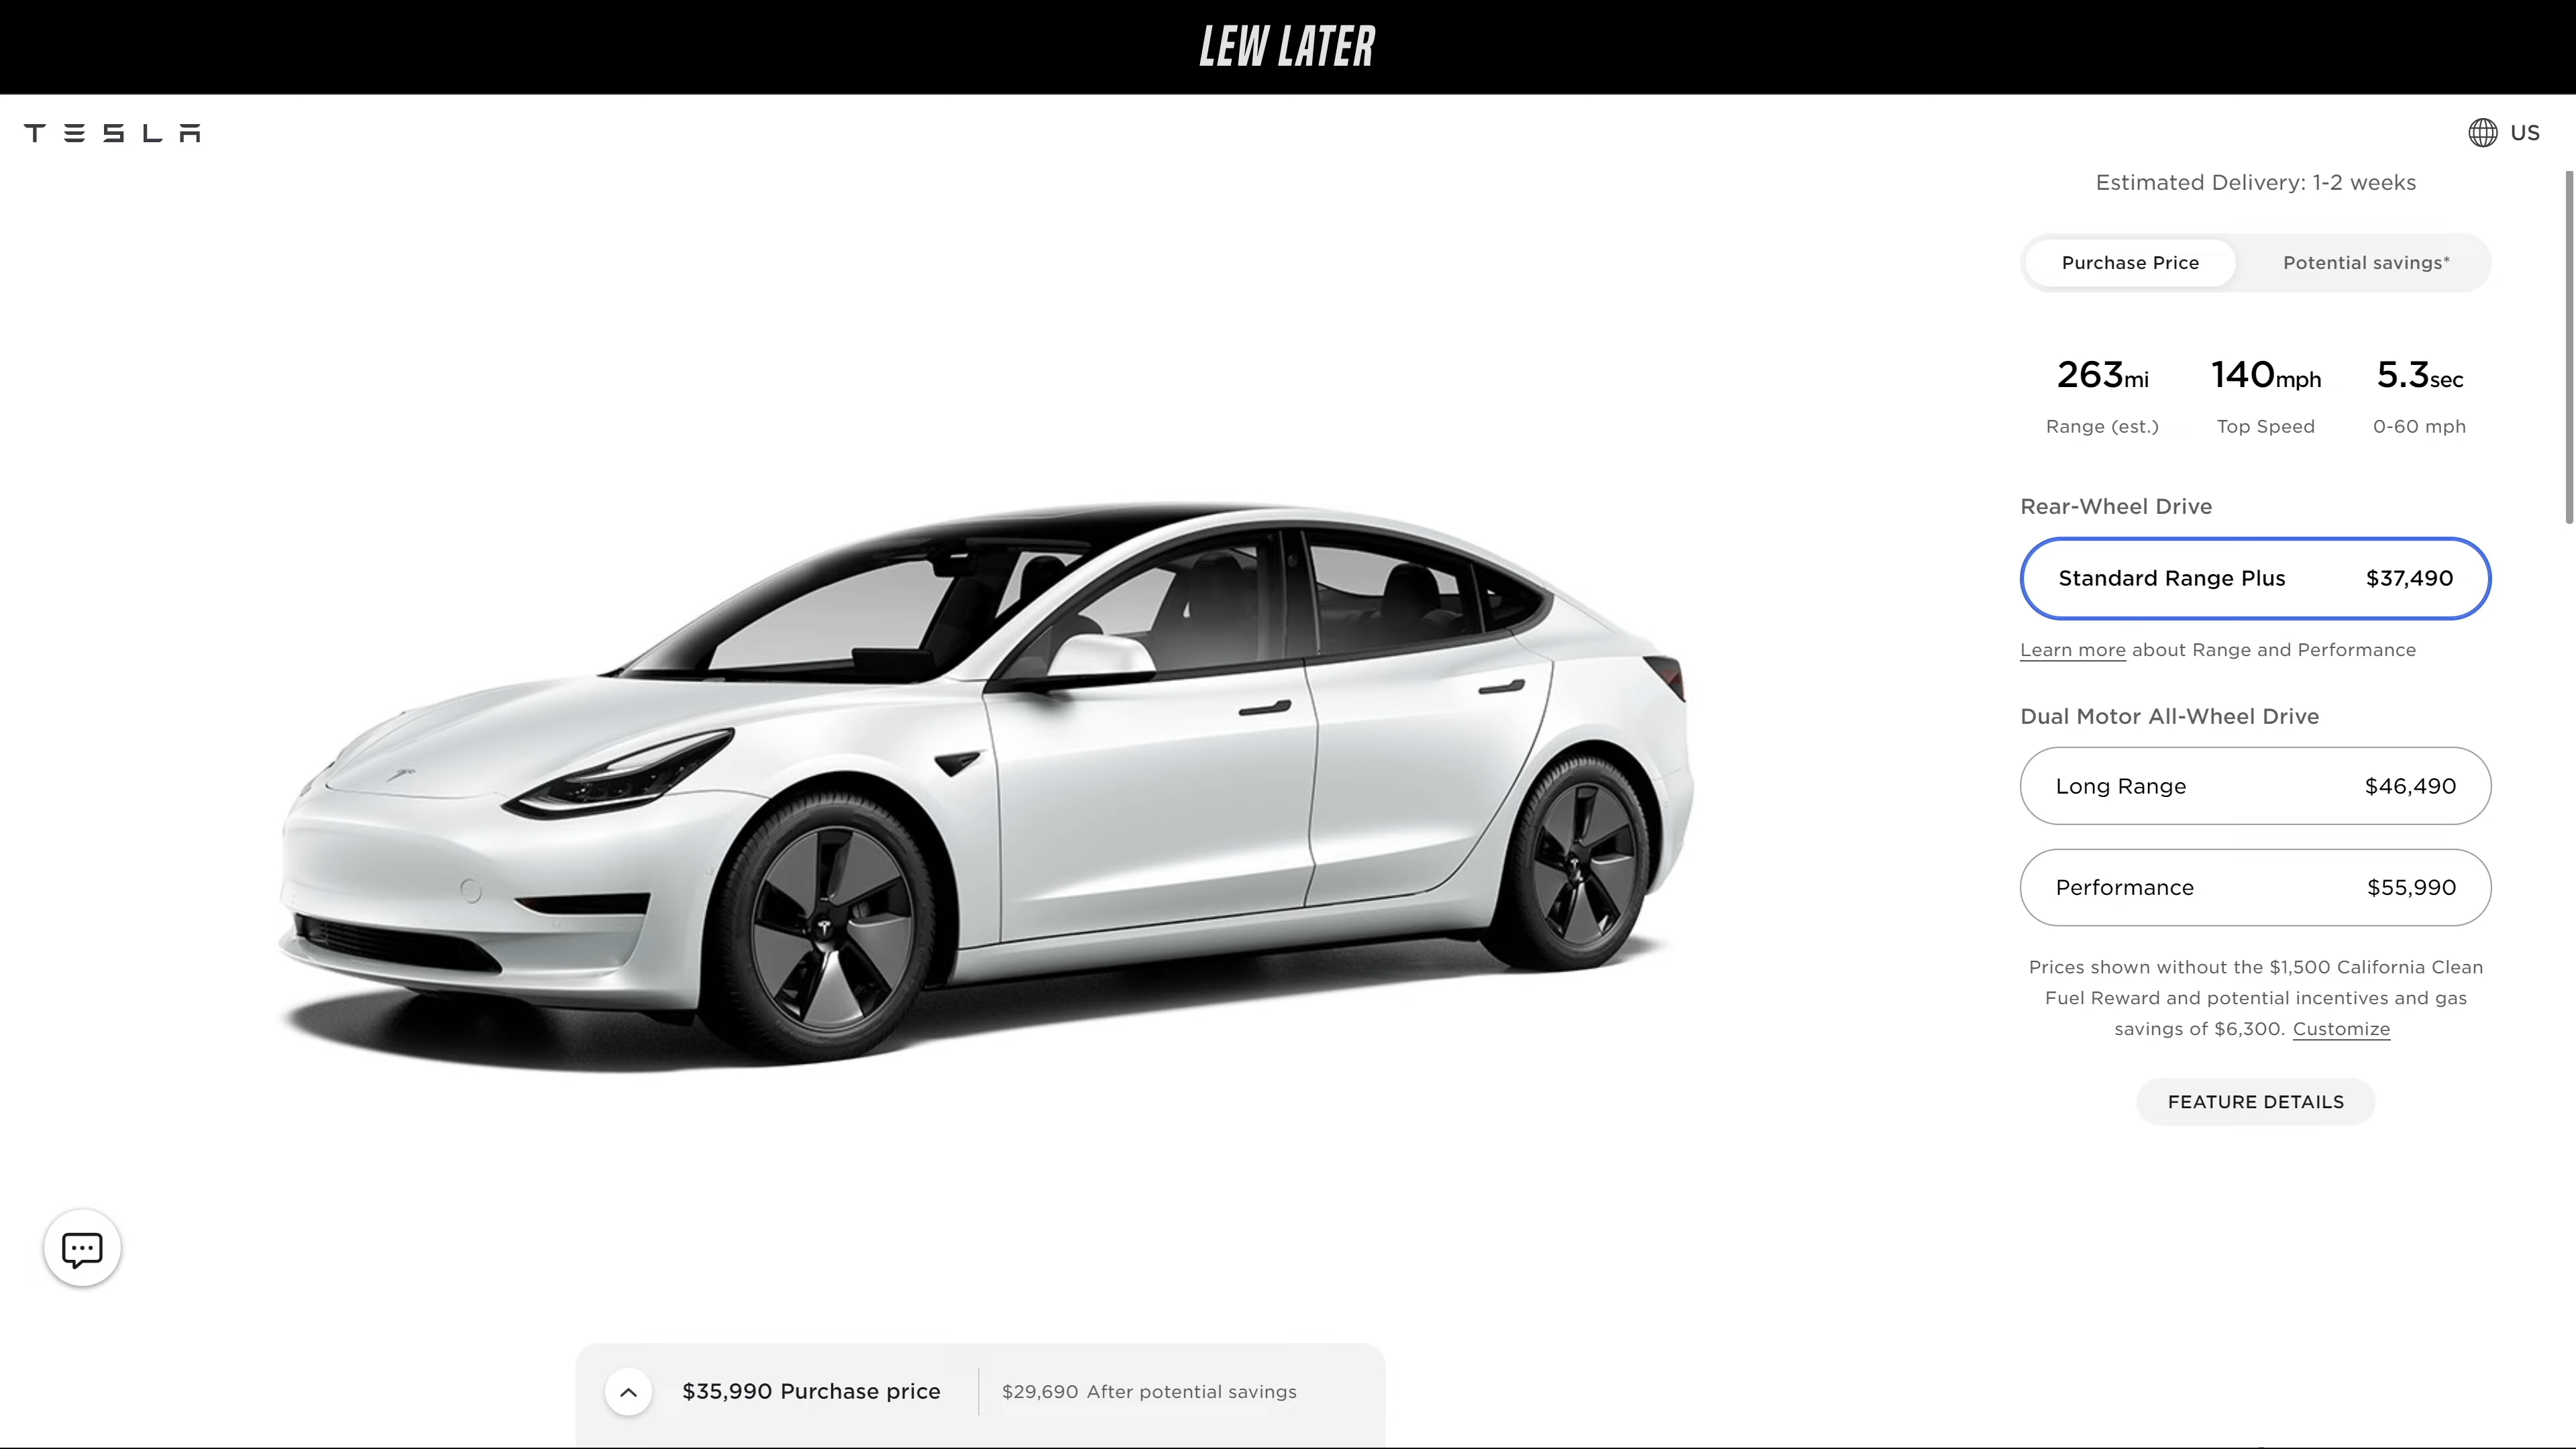 LEW LATER
TESLA
US
Estimated Delivery: 1-2 weeks
Purchase Price
Potential savings*
263mi
140mph
5.3sec
Range (est.)
Top Speed
0-60 mph
Rear-Wheel Drive
Standard Range Plus $37,490
Learn more about Range and Performance
Dual Motor All-Wheel Drive
Long Range $46,490
Performance $55,990
Prices shown without the $1,500 California Clean
Fuel Reward and potential incentives and gas
savings of $6,300. Customize
FEATURE DETAILS
$35,990 Purchase price
$29,690 After potential savings